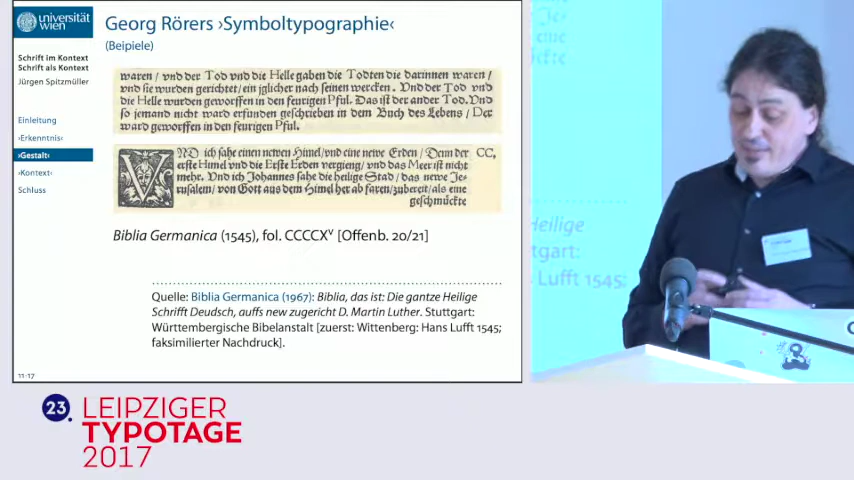 universität
wien
Schrift im Kontext
Schrift als Kontext
Jürgen Spitzmüller
Einleitung
›Erkenntnis‹
›Gestalt‹
›Kontext‹
Schluss
11·17
Georg Rörers ›Symboltypographie‹
(Beipiele)
waren / vnd der Tod vnd die Helle gaben die Todten die darinnen waren /
vnd sie wurden gerichtet / ein jglicher nach seinen wercken. Vnd der Tod vnd
die Helle wurden geworffen in den feurigen Pful. Das ist der ander Tod. Vnd
so jemand nicht ward erfunden geschrieben in dem Buch des Lebens / Der
ward geworffen in den feurigen Pful.
VND ich sahe einen newen Himel / vnd eine newe Erden / Denn der CC,
erste Himel vnd die Erste Erden vergieng / vnd das Meer ist nicht
mehr. Vnd ich Johannes sahe die heilige Stad / das newe Je-
rusalem / von Gott aus dem Himel her ab faren / zubereit / als eine
geschmückte
Biblia Germanica (1545), fol. CCCCXv [Offenb. 20/21]
Quelle: Biblia Germanica (1967): Biblia, das ist: Die gantze Heilige
Schrifft Deudsch, auffs new zugericht D. Martin Luther. Stuttgart:
Württembergische Bibelanstalt [zuerst: Wittenberg: Hans Lufft 1545;
faksimilierter Nachdruck].
Heilige
tgart:
Lufft 1545;
23.
LEIPZIGER
TYPOTAGE
2017